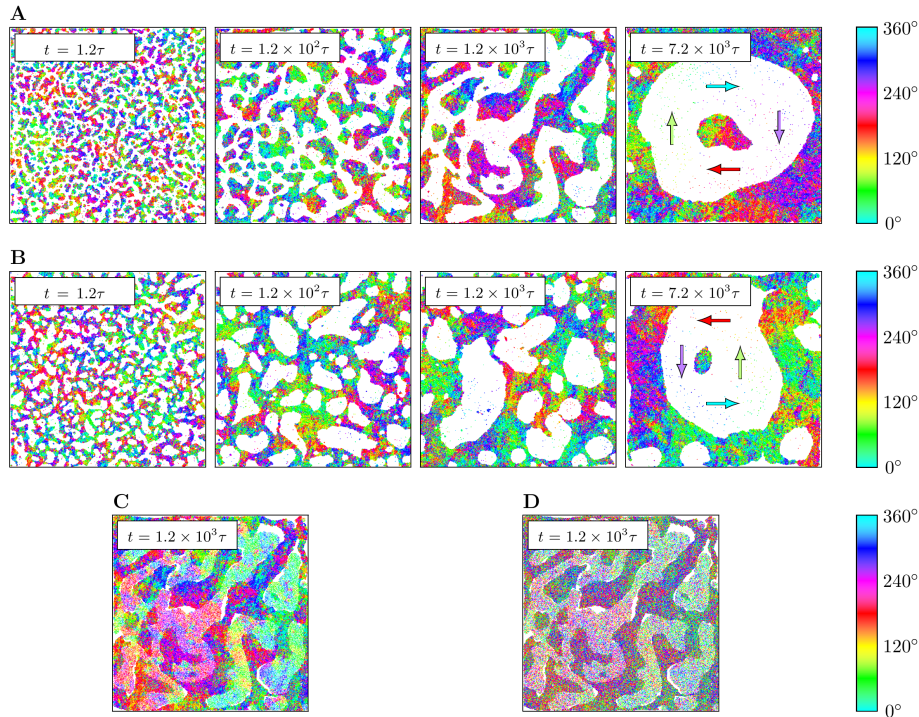 A
t = 1.2τ
t = 1.2 × 10²τ
t = 1.2 × 10³τ
t = 7.2 × 10³τ
360°
240°
120°
0°
B
t = 1.2τ
t = 1.2 × 10²τ
t = 1.2 × 10³τ
t = 7.2 × 10³τ
360°
240°
120°
0°
C
D
t = 1.2 × 10³τ
t = 1.2 × 10³τ
360°
240°
120°
0°